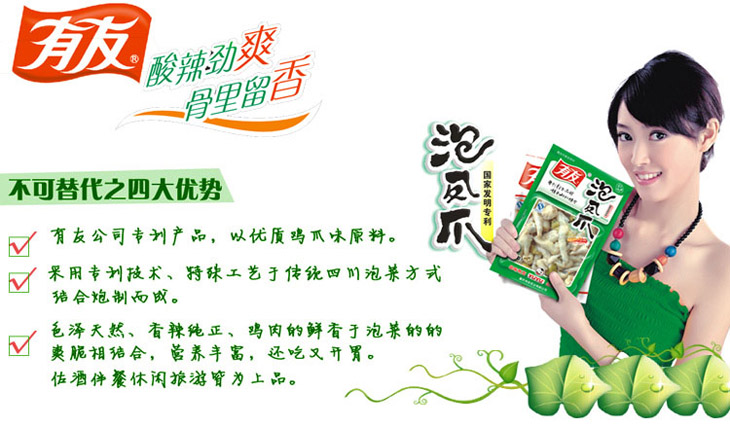 有友®
酸辣劲爽
骨里留香
泡凤爪
国家发明专利
有友
泡凤爪
不可替代之四大优势
有友公司专利产品，以优质鸡爪味原料。
采用专利技术、特殊工艺于传统四川泡菜方式
结合炮制而成。
色泽天然、香辣纯正、鸡肉的鲜香于泡菜的的
爽脆相结合，营养丰富，还吃又开胃。
佐酒伴餐休闲旅游皆为上品。